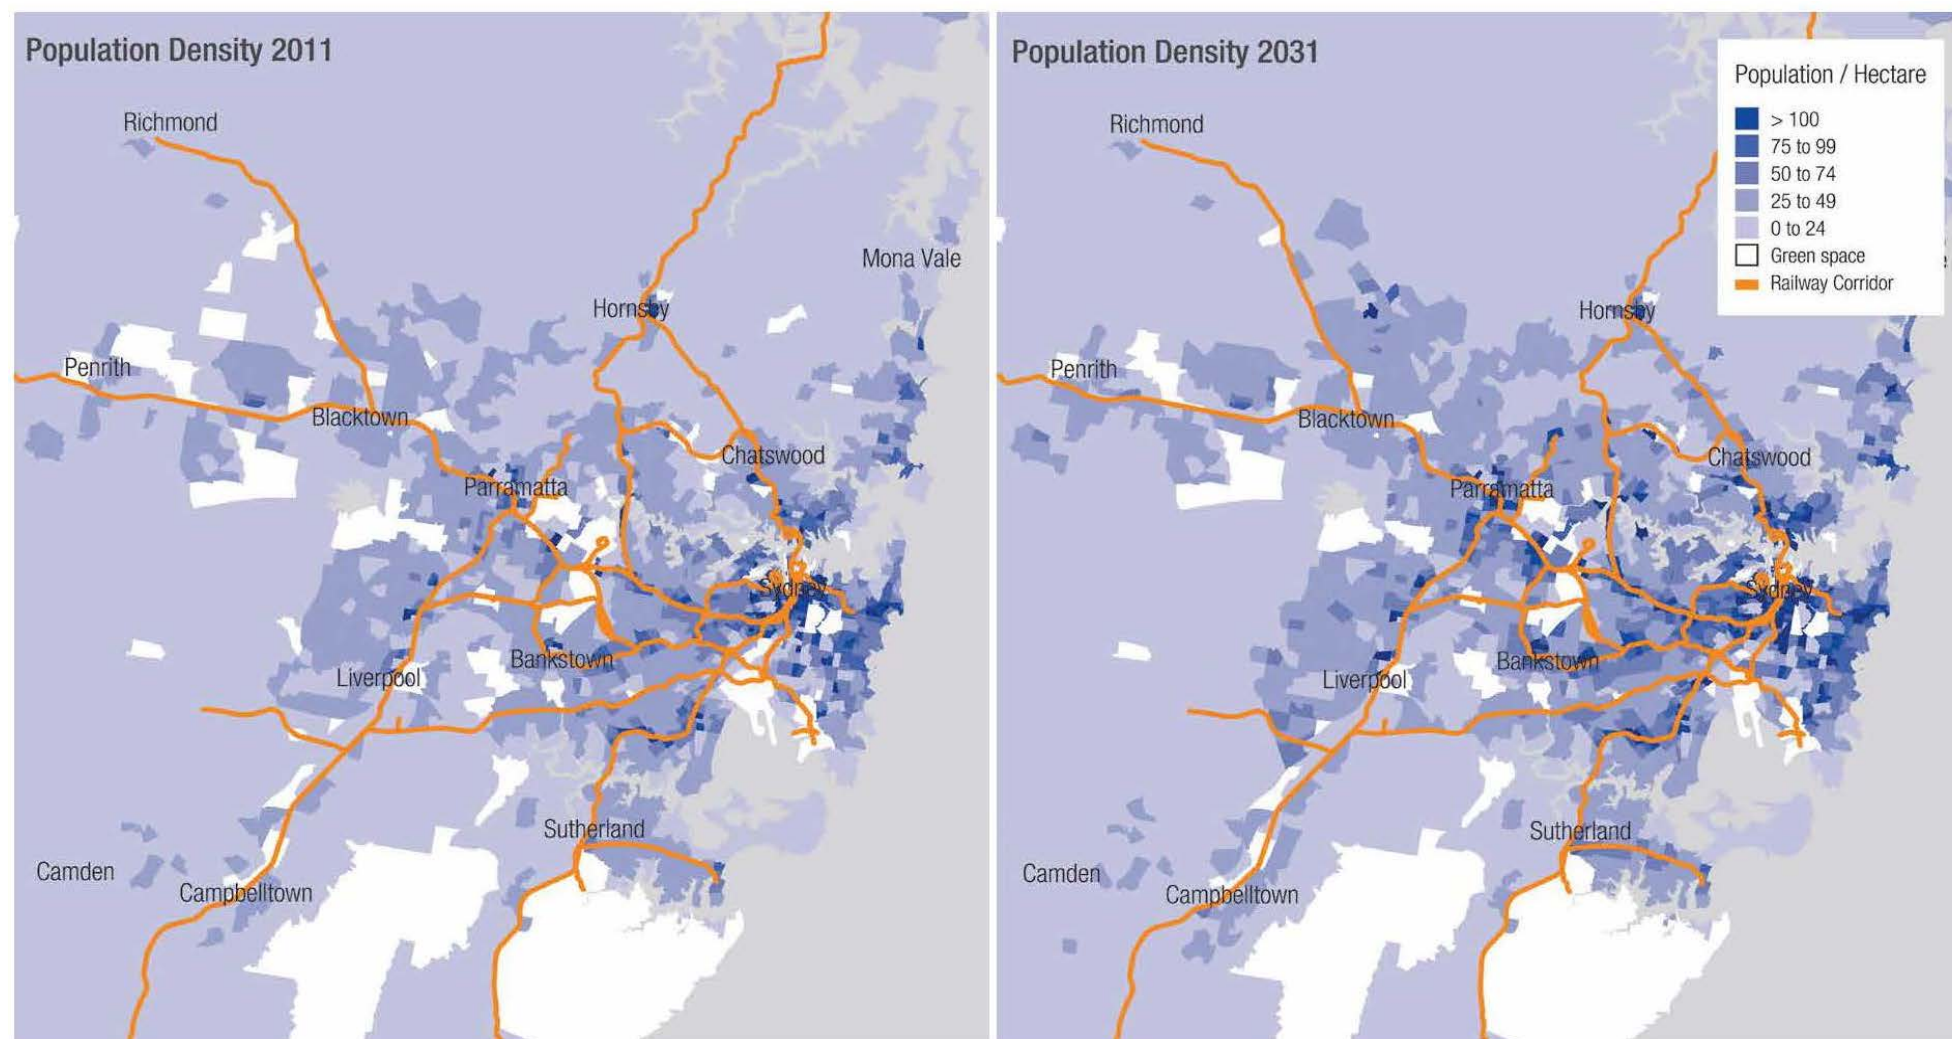 Population Density 2011
Richmond
Mona Vale
Hornsby
Penrith
Blacktown
Chatswood
Parramatta
Sydney
Bankstown
Liverpool
Sutherland
Camden
Campbelltown
Population Density 2031
Population / Hectare
> 100
75 to 99
50 to 74
25 to 49
0 to 24
Green space
Railway Corridor
Richmond
Hornsby
Penrith
Blacktown
Chatswood
Parramatta
Sydney
Bankstown
Liverpool
Sutherland
Camden
Campbelltown